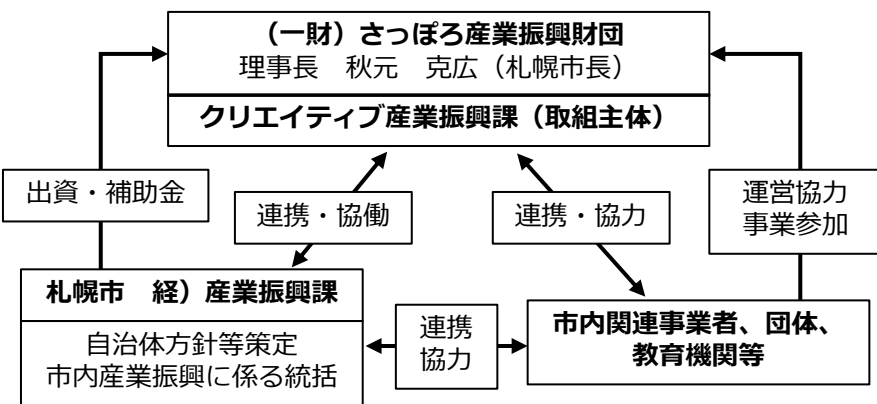 （一財）さっぽろ産業振興財団
理事長　秋元　克広（札幌市長）
クリエイティブ産業振興課（取組主体）
出資・補助金
連携・協働
連携・協力
運営協力
事業参加
札幌市　経）産業振興課
自治体方針等策定
市内産業振興に係る統括
連携
協力
市内関連事業者、団体、
教育機関等